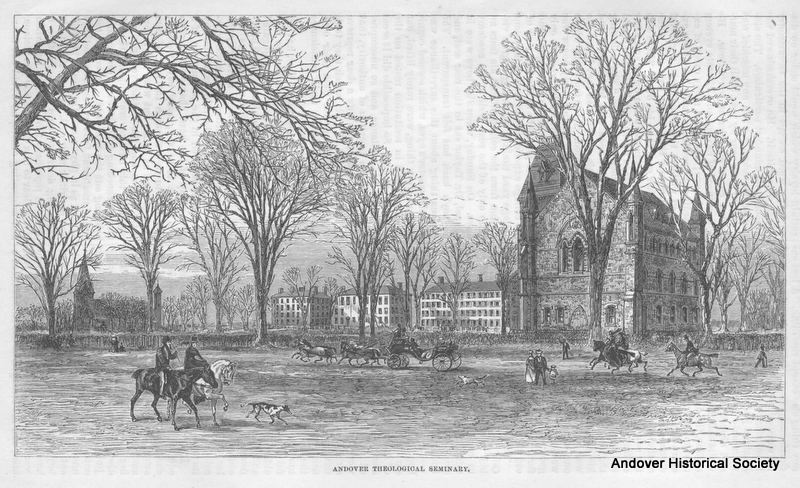 ANDOVER THEOLOGICAL SEMINARY.
Andover Historical Society